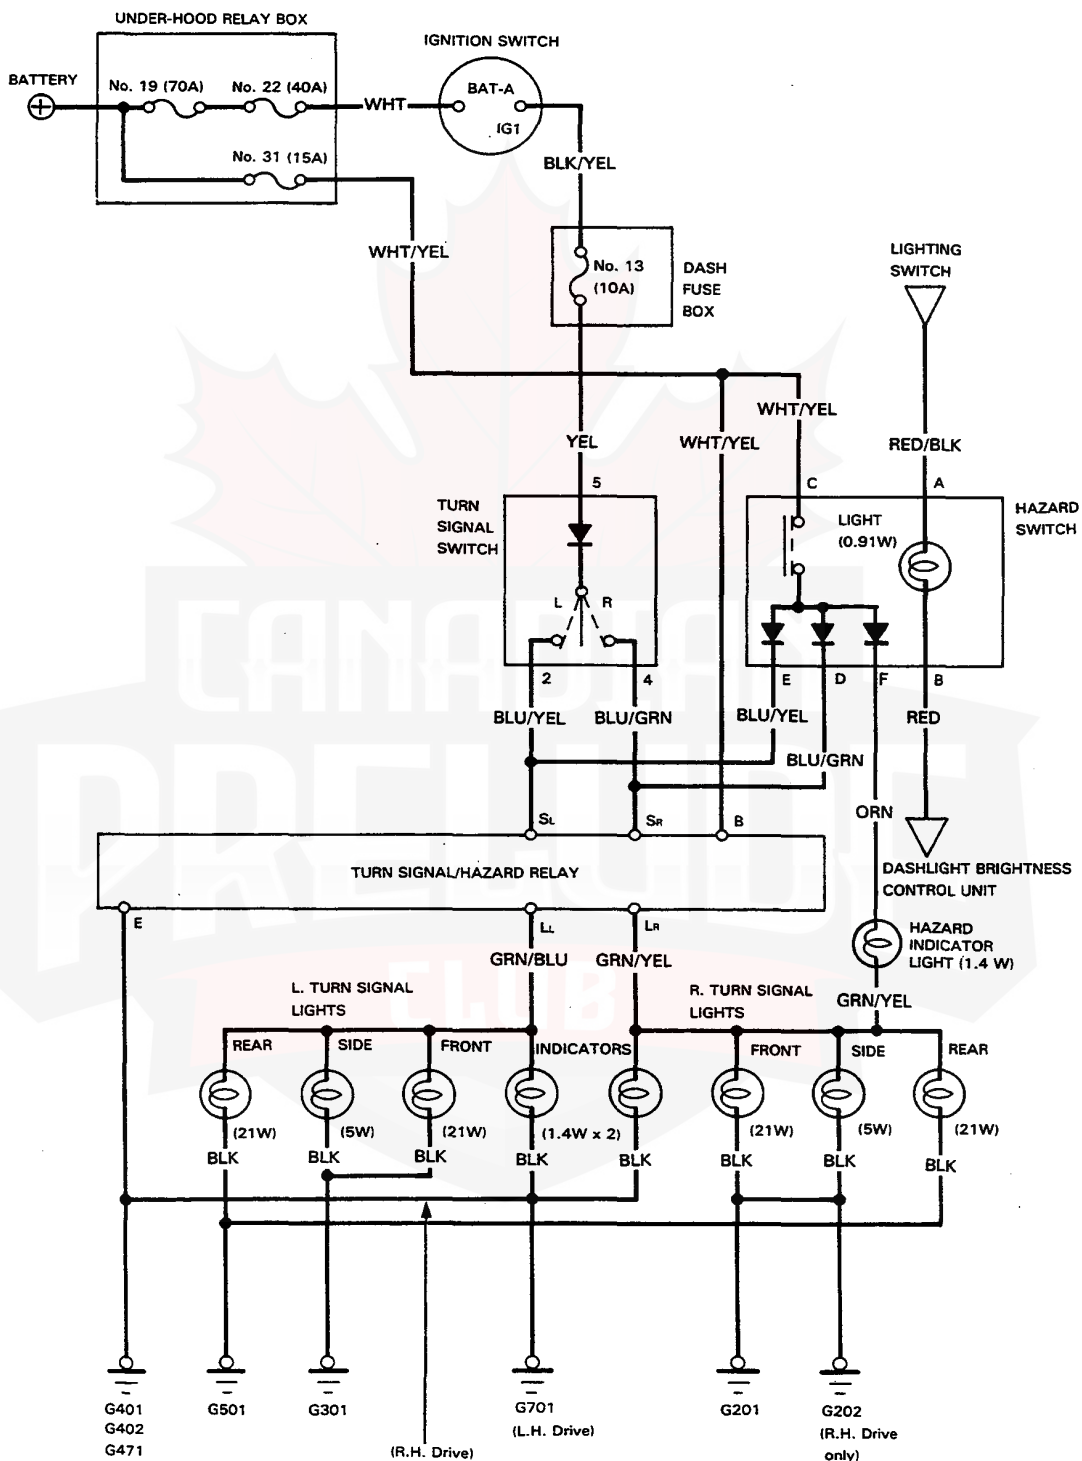 UNDER-HOOD RELAY BOX
IGNITION SWITCH
BATTERY
No. 19 (70A)
No. 22 (40A)
WHT
BAT-A
IG1
No. 31 (15A)
BLK/YEL
WHT/YEL
No. 13
(10A)
DASH
FUSE
BOX
LIGHTING
SWITCH
WHT/YEL
YEL
WHT/YEL
RED/BLK
5
C
A
TURN
SIGNAL
SWITCH
LIGHT
(0.91W)
HAZARD
SWITCH
L
R
2
4
E
D
F
B
BLU/YEL
BLU/GRN
BLU/YEL
RED
BLU/GRN
ORN
SL
SR
B
TURN SIGNAL/HAZARD RELAY
DASHLIGHT BRIGHTNESS
CONTROL UNIT
E
LL
LR
HAZARD
INDICATOR
LIGHT (1.4 W)
GRN/BLU
GRN/YEL
L. TURN SIGNAL
LIGHTS
R. TURN SIGNAL
LIGHTS
GRN/YEL
REAR
SIDE
FRONT
INDICATORS
FRONT
SIDE
REAR
(21W)
(5W)
(21W)
(1.4W x 2)
(21W)
(5W)
(21W)
BLK
BLK
BLK
BLK
BLK
BLK
BLK
BLK
G401
G402
G471
G501
G301
(R.H. Drive)
G701
(L.H. Drive)
G201
G202
(R.H. Drive
only)
CANADIAN
PRELUDE
CLUB